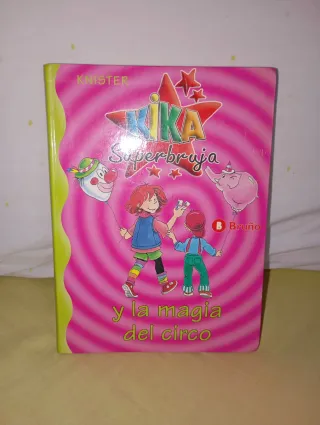 KNISTER
KIKA
Superbruja
B Bruño
y la magia
del circo